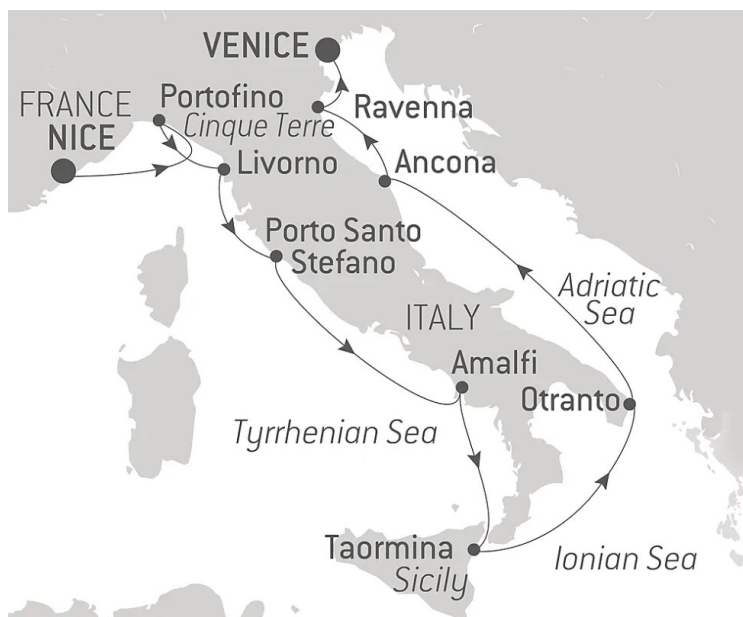 VENICE
FRANCE
Portofino
Ravenna
Cinque Terre
NICE
Livorno
Ancona
Porto Santo
Stefano
Adriatic
Sea
ITALY
Amalfi
Otranto
Tyrrhenian Sea
Taormina
Ionian Sea
Sicily